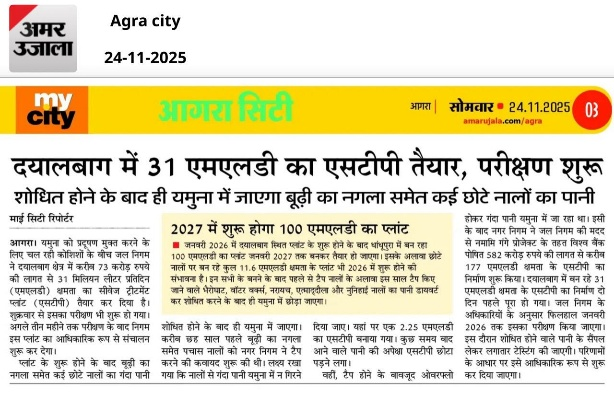 अमर
उजाला
Agra city
24-11-2025
my
city
आगरा सिटी
आगरा | सोमवार • 24.11.2025
amarujala.com/agra
03
दयालबाग में 31 एमएलडी का एसटीपी तैयार, परीक्षण शुरू
शोधित होने के बाद ही यमुना में जाएगा बूढ़ी का नगला समेत कई छोटे नालों का पानी
माई सिटी रिपोर्टर
आगरा। यमुना को प्रदूषण मुक्त करने के
लिए चल रही कोशिशों के बीच जल निगम
ने दयालबाग क्षेत्र में करीब 73 करोड़ रुपये
की लागत से 31 मिलियन लीटर प्रतिदिन
(एमएलडी) क्षमता का सीवेज ट्रीटमेंट
प्लांट (एसटीपी) तैयार कर दिया है।
शुक्रवार से इसका परीक्षण भी शुरू हो गया।
अगले तीन महीने तक परीक्षण के बाद निगम
इस प्लांट का आधिकारिक रूप से संचालन
शुरू कर देगा।
प्लांट के शुरू होने के बाद बूढ़ी का
नगला समेत कई छोटे नालों का गंदा पानी
2027 में शुरू होगा 100 एमएलडी का प्लांट
■ जनवरी 2026 में दयालबाग स्थित प्लांट के शुरू होने के बाद धांधूपुरा में बन रहा
100 एमएलडी का प्लांट जनवरी 2027 तक बनकर तैयार हो जाएगा। इसके अलावा छोटे
नालों पर बन रहे कुल 11.6 एमएलडी क्षमता के प्लांट भी 2026 में शुरू होने की
संभावना है। इन सभी के बनने के बाद पहले से टैप नालों के अलावा इस साल टैप किए
जाने वाले भैरोघाट, वॉटर वर्क्स, नरायच, एत्मादुद्दौला और नुनिहाई नालों का पानी डायवर्ट
कर शोधित करने के बाद ही यमुना में छोड़ा जाएगा।
शोधित होने के बाद ही यमुना में जाएगा।
करीब छह साल पहले बूढ़ी का नगला
समेत पचास नालों को नगर निगम ने टैप
करने की कवायद शुरू की थी। लक्ष्य रखा
गया कि नालों से गंदा पानी यमुना में न गिरने
दिया जाए। यहां पर एक 2.25 एमएलडी
का एसटीपी बनाया गया। कुछ समय बाद
आने वाले पानी की अपेक्षा एसटीपी छोटा
पड़ने लगा।
वहीं, टैप होने के बावजूद ओवरफ्लो
होकर गंदा पानी यमुना में जा रहा था। इसी
के बाद नगर निगम ने जल निगम की मदद
से नमामि गंगे प्रोजेक्ट के तहत विश्व बैंक
पोषित 582 करोड़ रुपये की लागत से करीब
177 एमएलडी क्षमता के एसटीपी का
निर्माण शुरू किया। दयालबाग में बन रहे 31
एमएलडी क्षमता के एसटीपी का निर्माण दो
दिन पहले पूरा हो गया। जल निगम के
अधिकारियों के अनुसार फिलहाल जनवरी
2026 तक इसका परीक्षण किया जाएगा।
इस दौरान शोधित होने वाले पानी के सैंपल
लेकर लगातार टेस्टिंग की जाएगी। परिणामों
के आधार पर इसे आधिकारिक रूप से शुरू
कर दिया जाएगा।